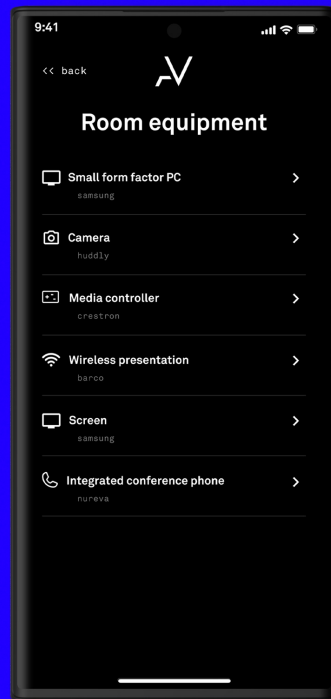 9:41
<< back
Room equipment
Small form factor PC
samsung
Camera
huddly
Media controller
crestron
Wireless presentation
barco
Screen
samsung
Integrated conference phone
nureva